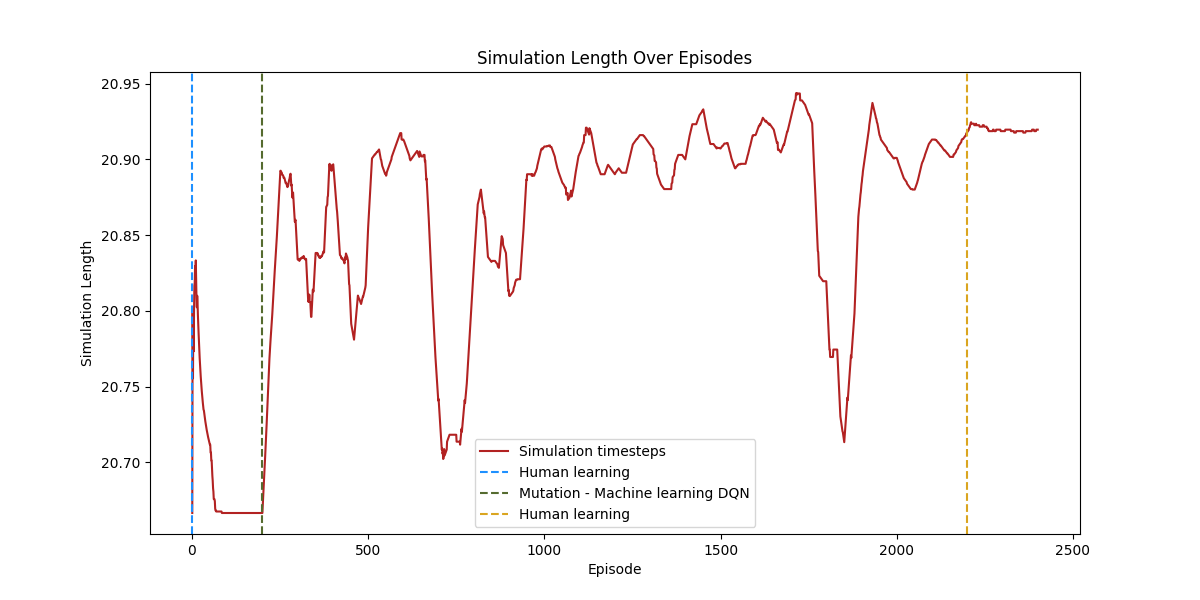 Simulation Length Over Episodes
Simulation Length
20.95
20.90
20.85
20.80
20.75
20.70
0
500
1000
1500
2000
2500
Episode
Simulation timesteps
Human learning
Mutation - Machine learning DQN
Human learning